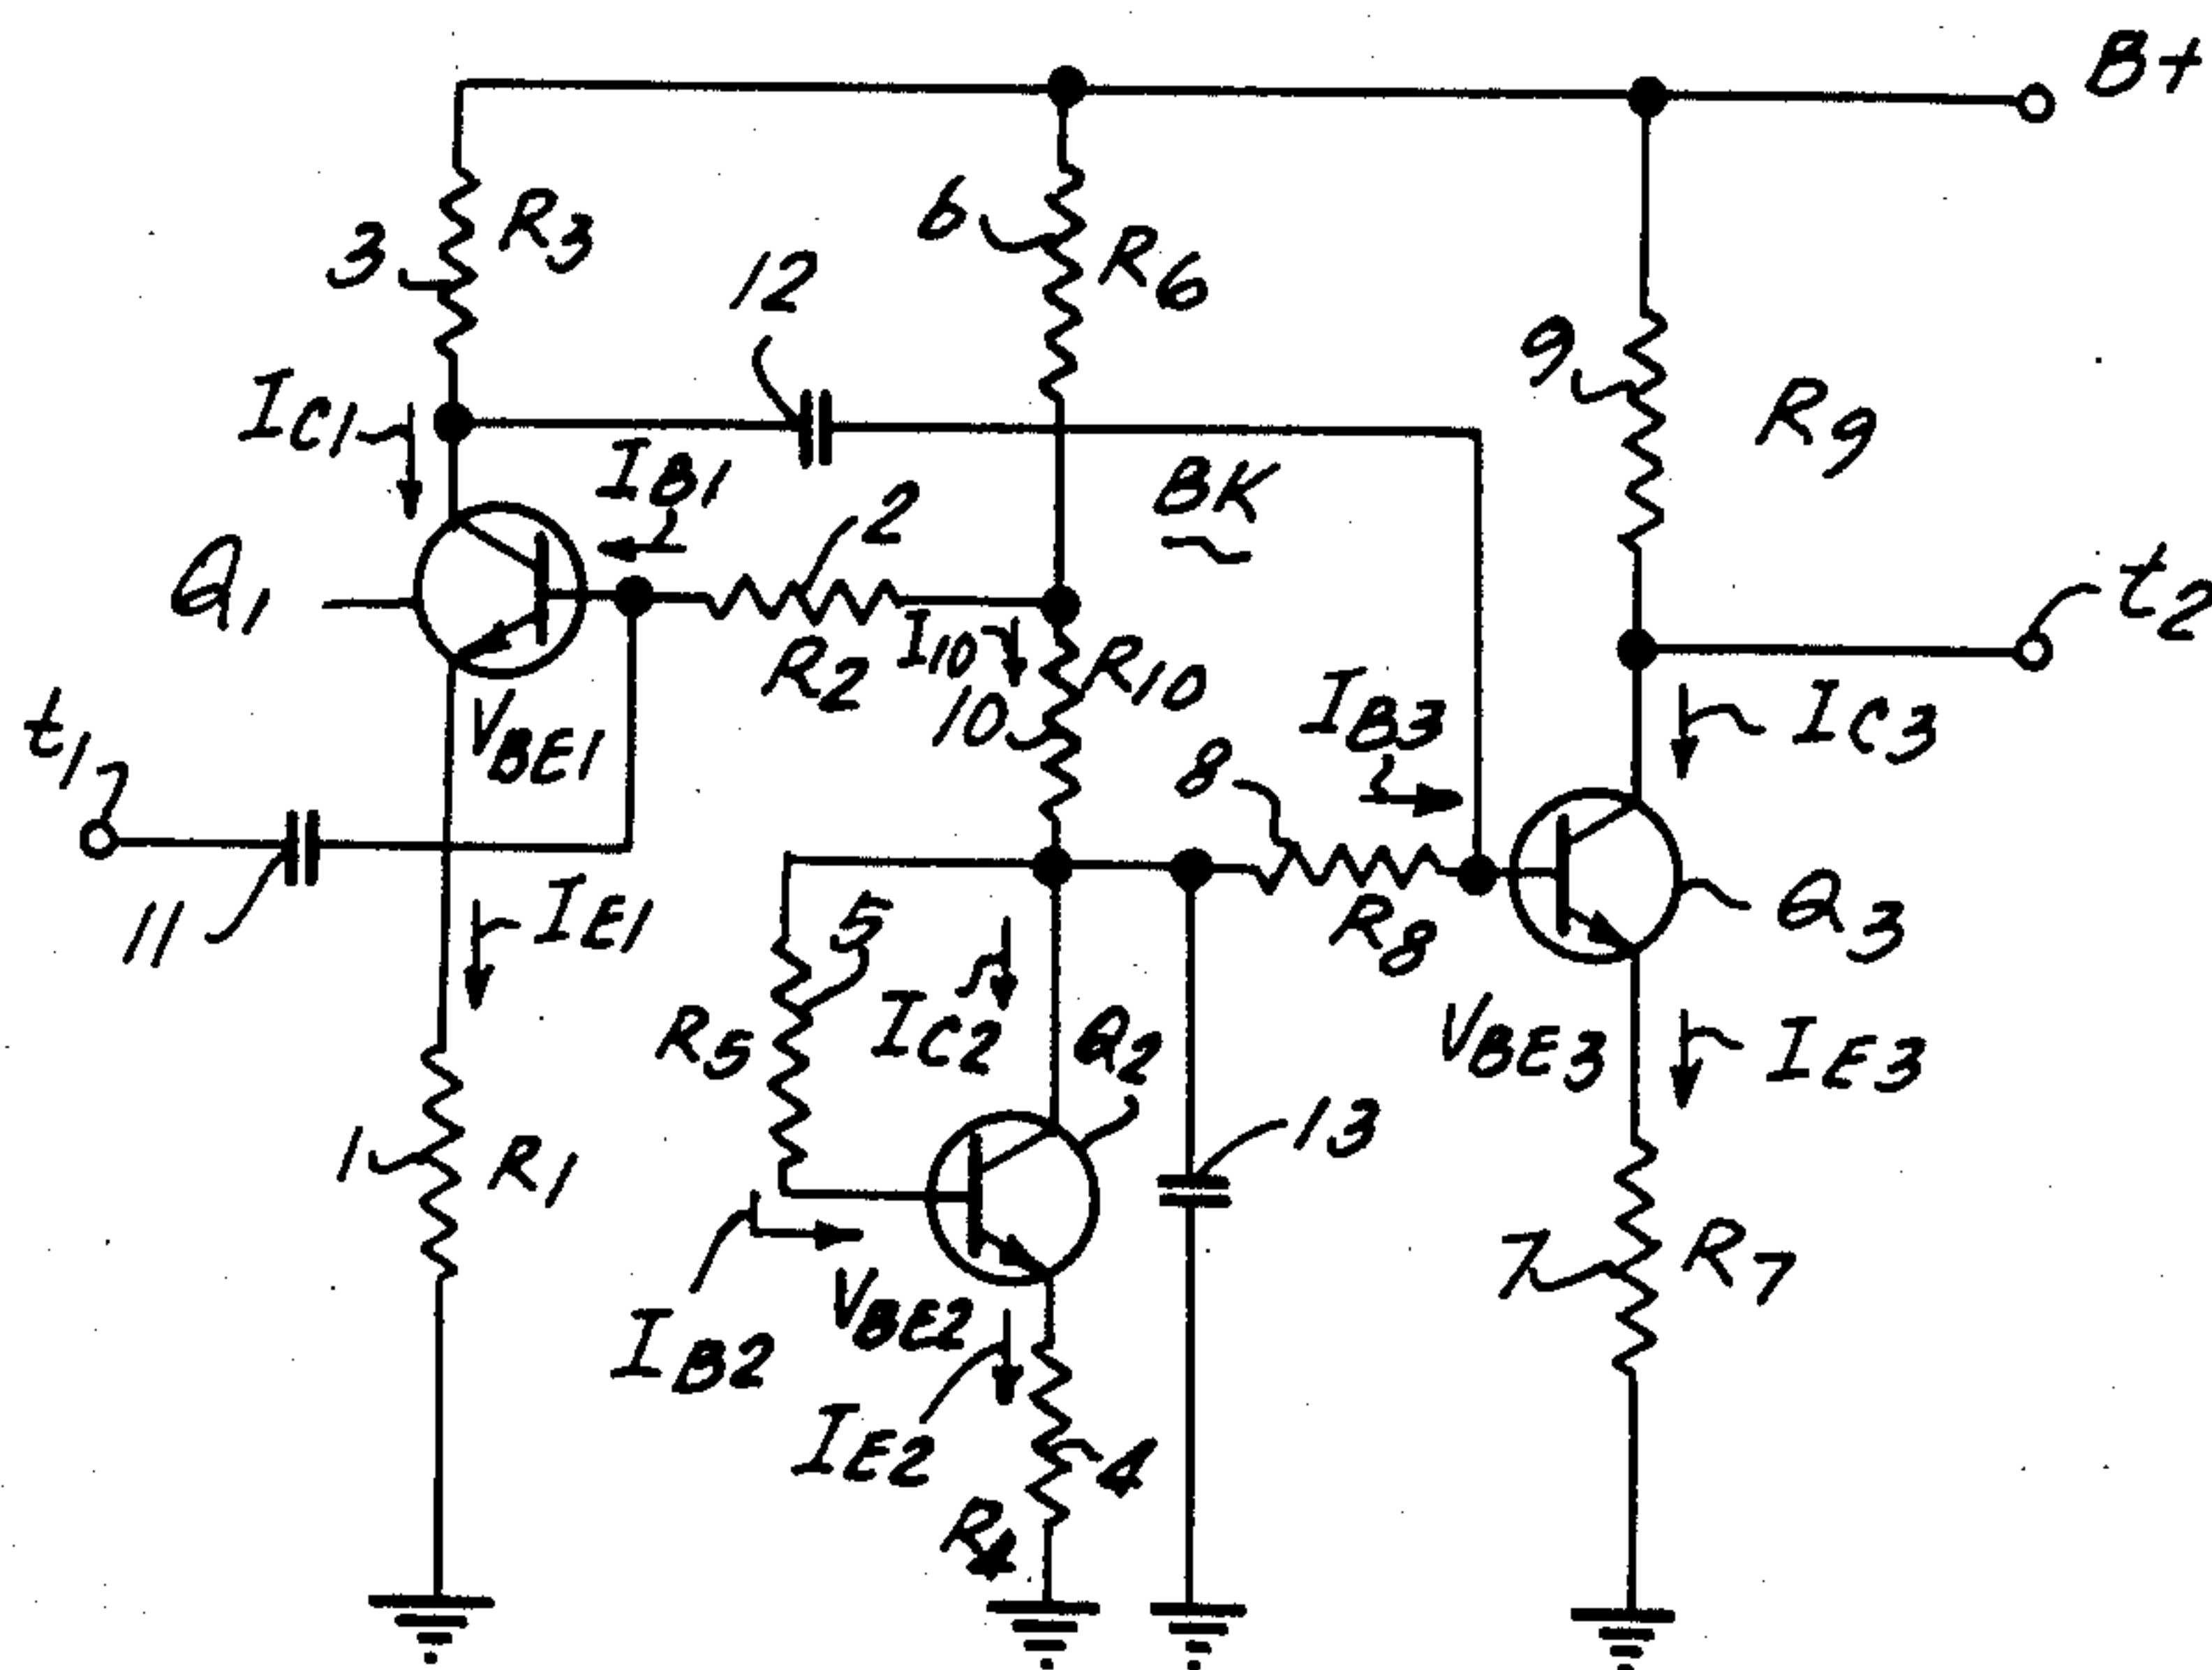 B+
3
R3
6
R6
12
9
R9
IC1
IB1
2
BK
Q1
R2
I10
R10
10
t2
t1
VBE1
8
IB3
IC3
11
IE1
5
R8
Q3
R5
IC2
Q2
VBE3
IE3
1
R1
13
7
R7
IB2
VBE2
IE2
4
R4